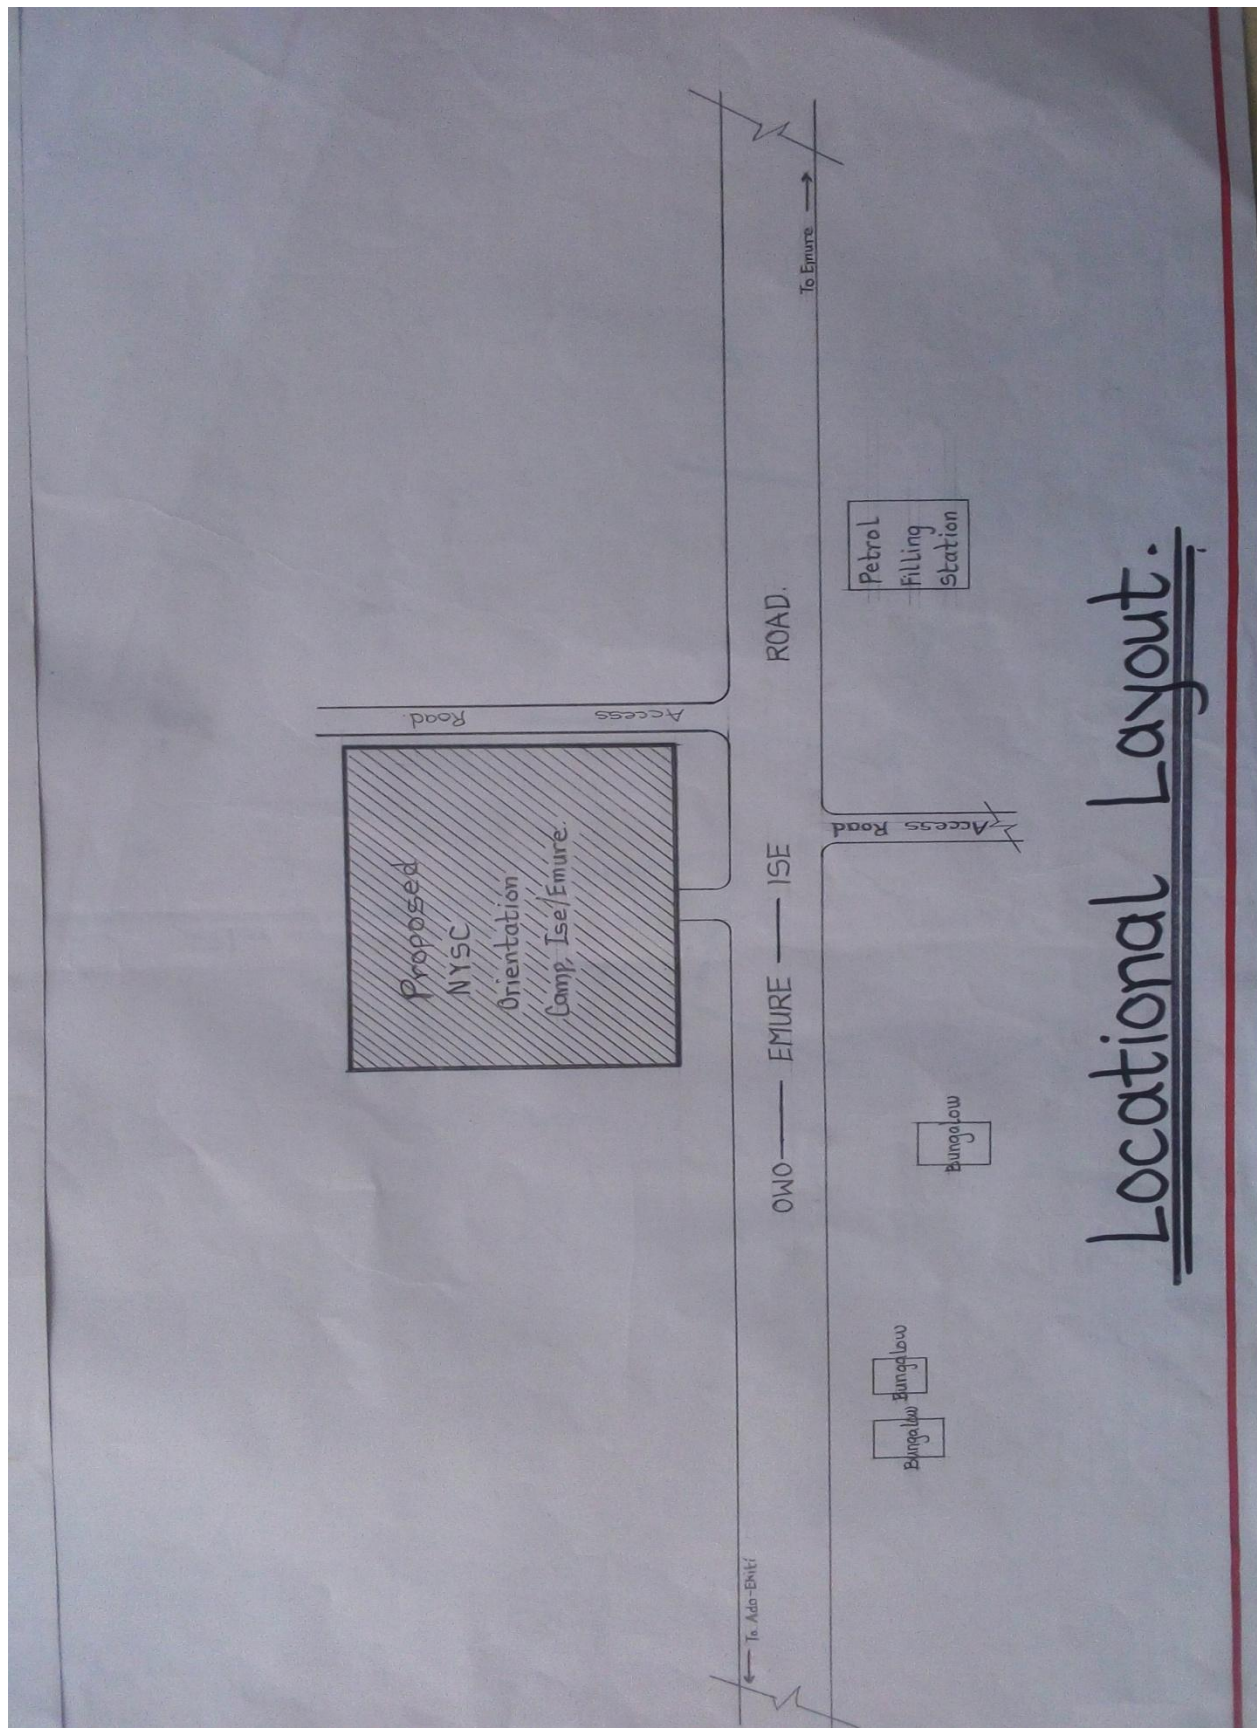 Proposed
NYSC
Orientation
Camp, Ise/Emure.
Access Road.
To Ado-Ekiti
OWO — EMURE — ISE ROAD.
To Emure
Access Road
Bungalow
Bungalow
Bungalow
Petrol
Filling
Station
Locational Layout.